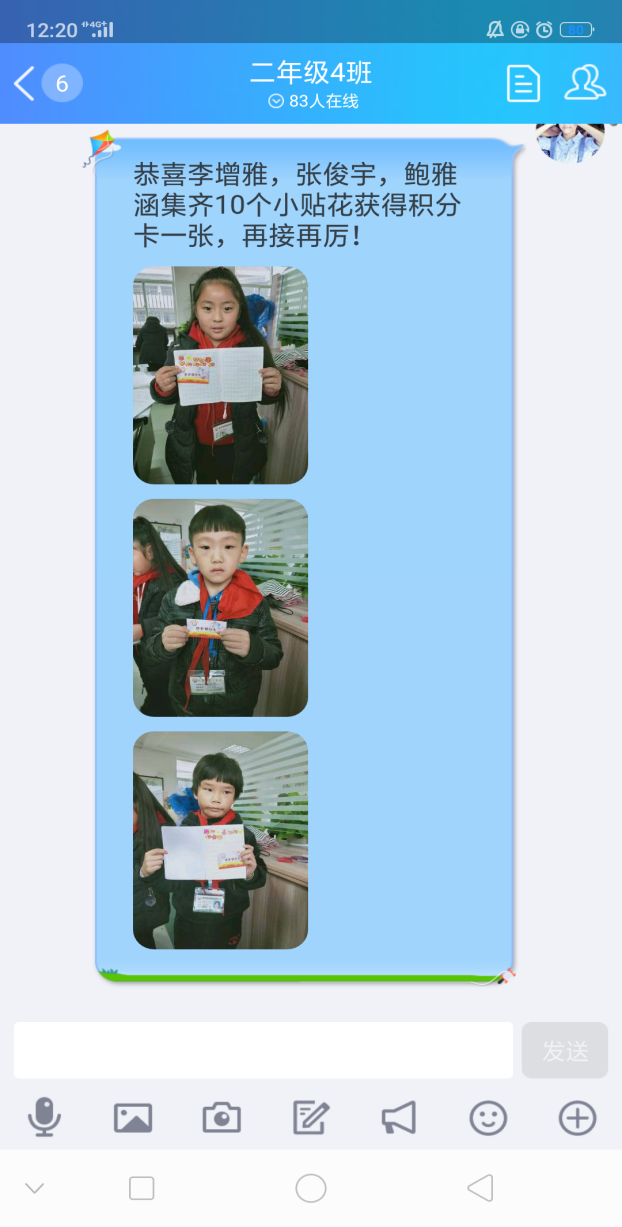 12:20
4G+
80
6
二年级4班
83人在线
恭喜李增雅，张俊宇，鲍雅
涵集齐10个小贴花获得积分
卡一张，再接再厉！
发送